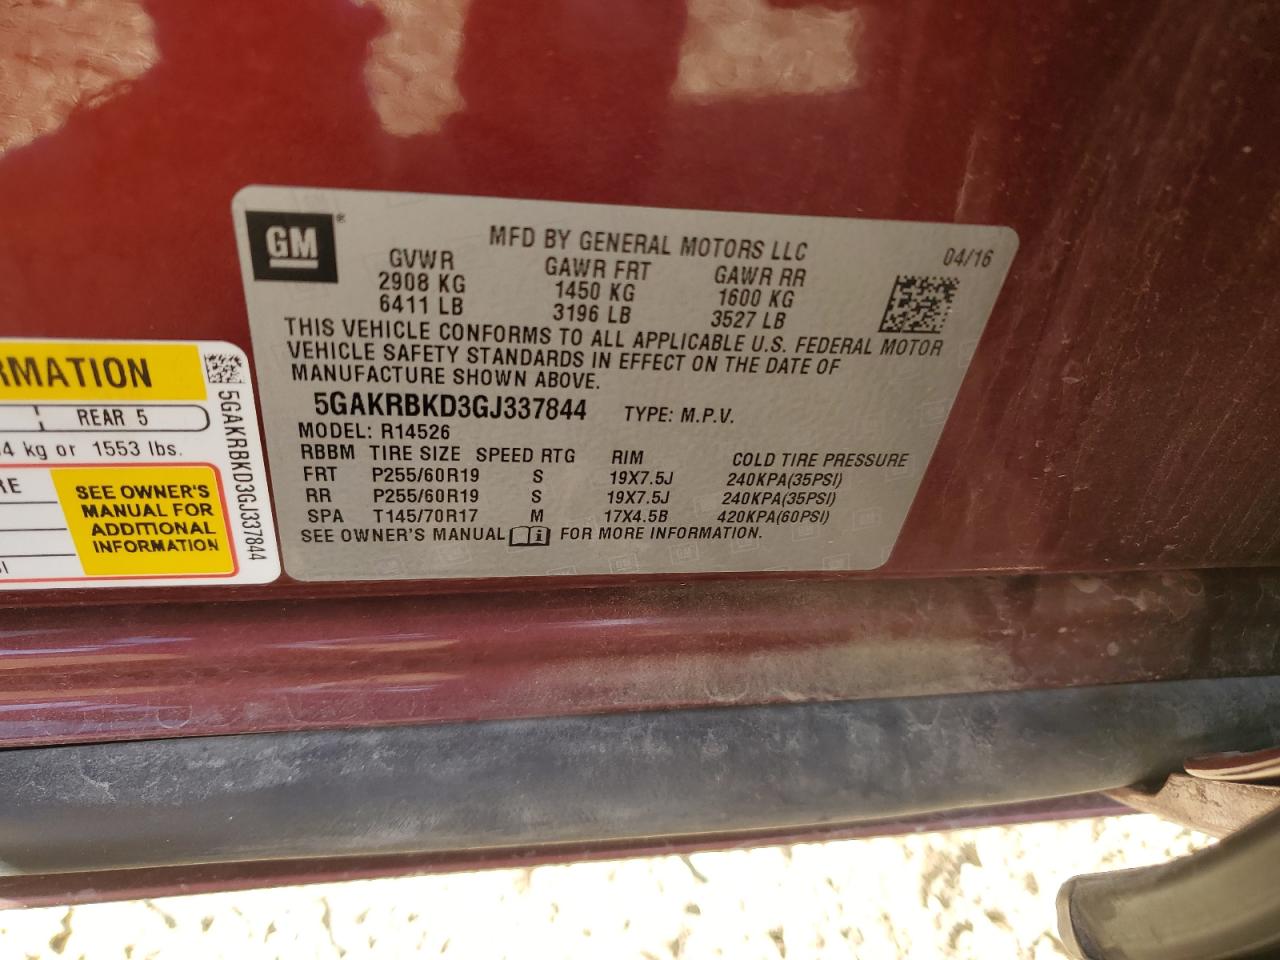 GM ®
MFD BY GENERAL MOTORS LLC
04/16
GVWR GAWR FRT GAWR RR
2908 KG 1450 KG 1600 KG
6411 LB 3196 LB 3527 LB
THIS VEHICLE CONFORMS TO ALL APPLICABLE U.S. FEDERAL MOTOR
VEHICLE SAFETY STANDARDS IN EFFECT ON THE DATE OF
MANUFACTURE SHOWN ABOVE.
5GAKRBKD3GJ337844 TYPE: M.P.V.
MODEL: R14526
RBBM TIRE SIZE SPEED RTG RIM COLD TIRE PRESSURE
FRT P255/60R19 S 19X7.5J 240KPA(35PSI)
RR P255/60R19 S 19X7.5J 240KPA(35PSI)
SPA T145/70R17 M 17X4.5B 420KPA(60PSI)
SEE OWNER'S MANUAL FOR MORE INFORMATION.
RMATION
REAR 5
4 kg or 1553 lbs.
RE
SEE OWNER'S
MANUAL FOR
ADDITIONAL
INFORMATION
5GAKRBKD3GJ337844